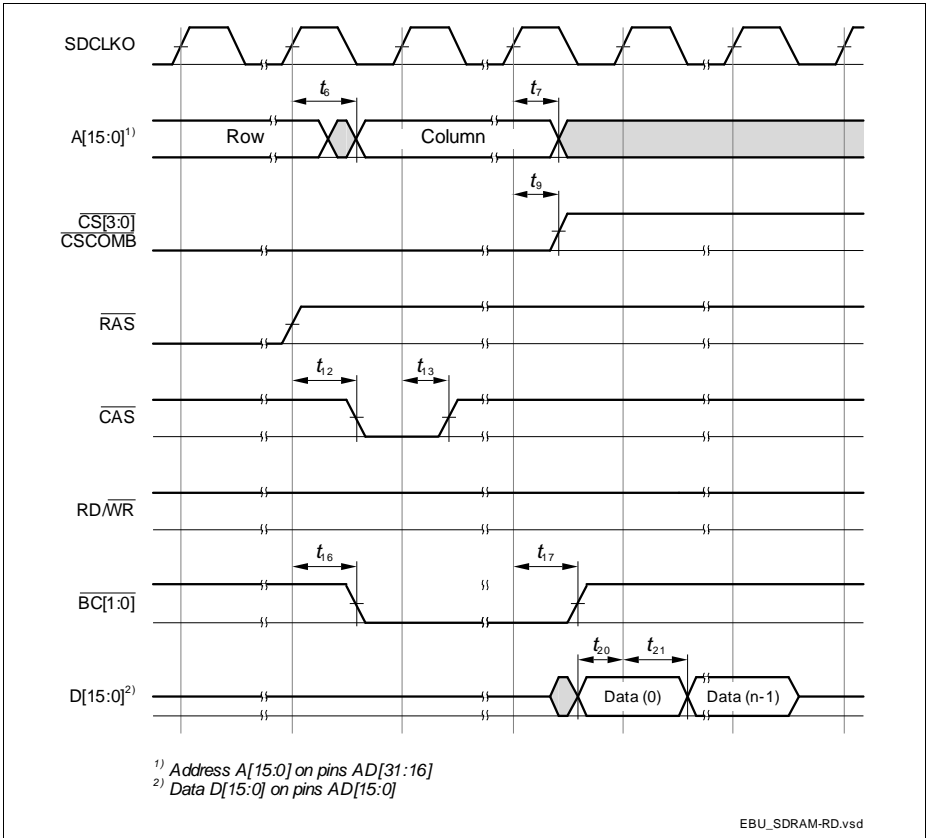 SDCLKO
t6 t7
A[15:0]1) Row Column
t9
CS[3:0]
CSCOMB
RAS
t12 t13
CAS
RD/WR
t16 t17
BC[1:0]
t20 t21
D[15:0]2) Data (0) Data (n-1)
1) Address A[15:0] on pins AD[31:16]
2) Data D[15:0] on pins AD[15:0]
EBU_SDRAM-RD.vsd